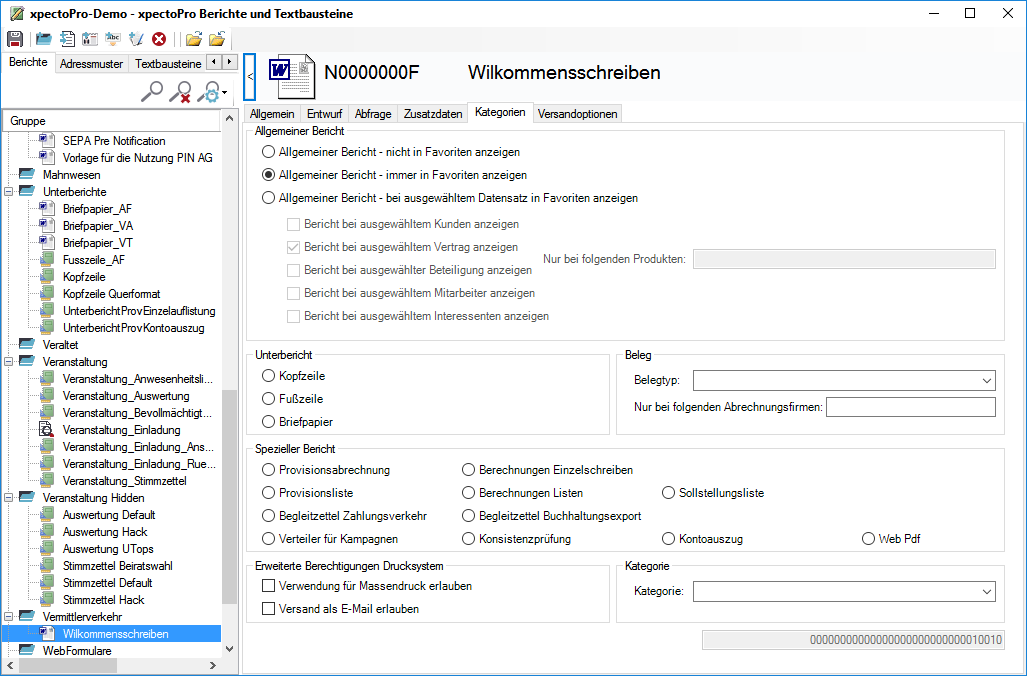 xpectoPro-Demo - xpectoPro Berichte und Textbausteine
Berichte Adressmuster Textbausteine
Gruppe
SEPA Pre Notification
Vorlage für die Nutzung PIN AG
Mahnwesen
Unterberichte
Briefpapier_AF
Briefpapier_VA
Briefpapier_VT
Fusszeile_AF
Kopfzeile
Kopfzeile Querformat
UnterberichtProvEinzelauflistung
UnterberichtProvKontoauszug
Veraltet
Veranstaltung
Veranstaltung_Anwesenheitsli...
Veranstaltung_Auswertung
Veranstaltung_Bevollmächtigt...
Veranstaltung_Einladung
Veranstaltung_Einladung_Ans...
Veranstaltung_Einladung_Rue...
Veranstaltung_Stimmzettel
Veranstaltung Hidden
Auswertung Default
Auswertung Hack
Auswertung UTops
Stimmzettel Beiratswahl
Stimmzettel Default
Stimmzettel Hack
Vermittlerverkehr
Wilkommensschreiben
WebFormulare
<
N0000000F Wilkommensschreiben
Allgemein Entwurf Abfrage Zusatzdaten Kategorien Versandoptionen
Allgemeiner Bericht
Allgemeiner Bericht - nicht in Favoriten anzeigen
Allgemeiner Bericht - immer in Favoriten anzeigen
Allgemeiner Bericht - bei ausgewähltem Datensatz in Favoriten anzeigen
Bericht bei ausgewähltem Kunden anzeigen
Bericht bei ausgewähltem Vertrag anzeigen
Nur bei folgenden Produkten:
Bericht bei ausgewählter Beteiligung anzeigen
Bericht bei ausgewähltem Mitarbeiter anzeigen
Bericht bei ausgewähltem Interessenten anzeigen
Unterbericht
Kopfzeile
Fußzeile
Briefpapier
Beleg
Belegtyp:
Nur bei folgenden Abrechnungsfirmen:
Spezieller Bericht
Provisionsabrechnung Berechnungen Einzelschreiben
Provisionsliste Berechnungen Listen Sollstellungsliste
Begleitzettel Zahlungsverkehr Begleitzettel Buchhaltungsexport
Verteiler für Kampagnen Konsistenzprüfung Kontoauszug Web Pdf
Erweiterte Berechtigungen Drucksystem
Verwendung für Massendruck erlauben
Versand als E-Mail erlauben
Kategorie
Kategorie:
00000000000000000000000000010010